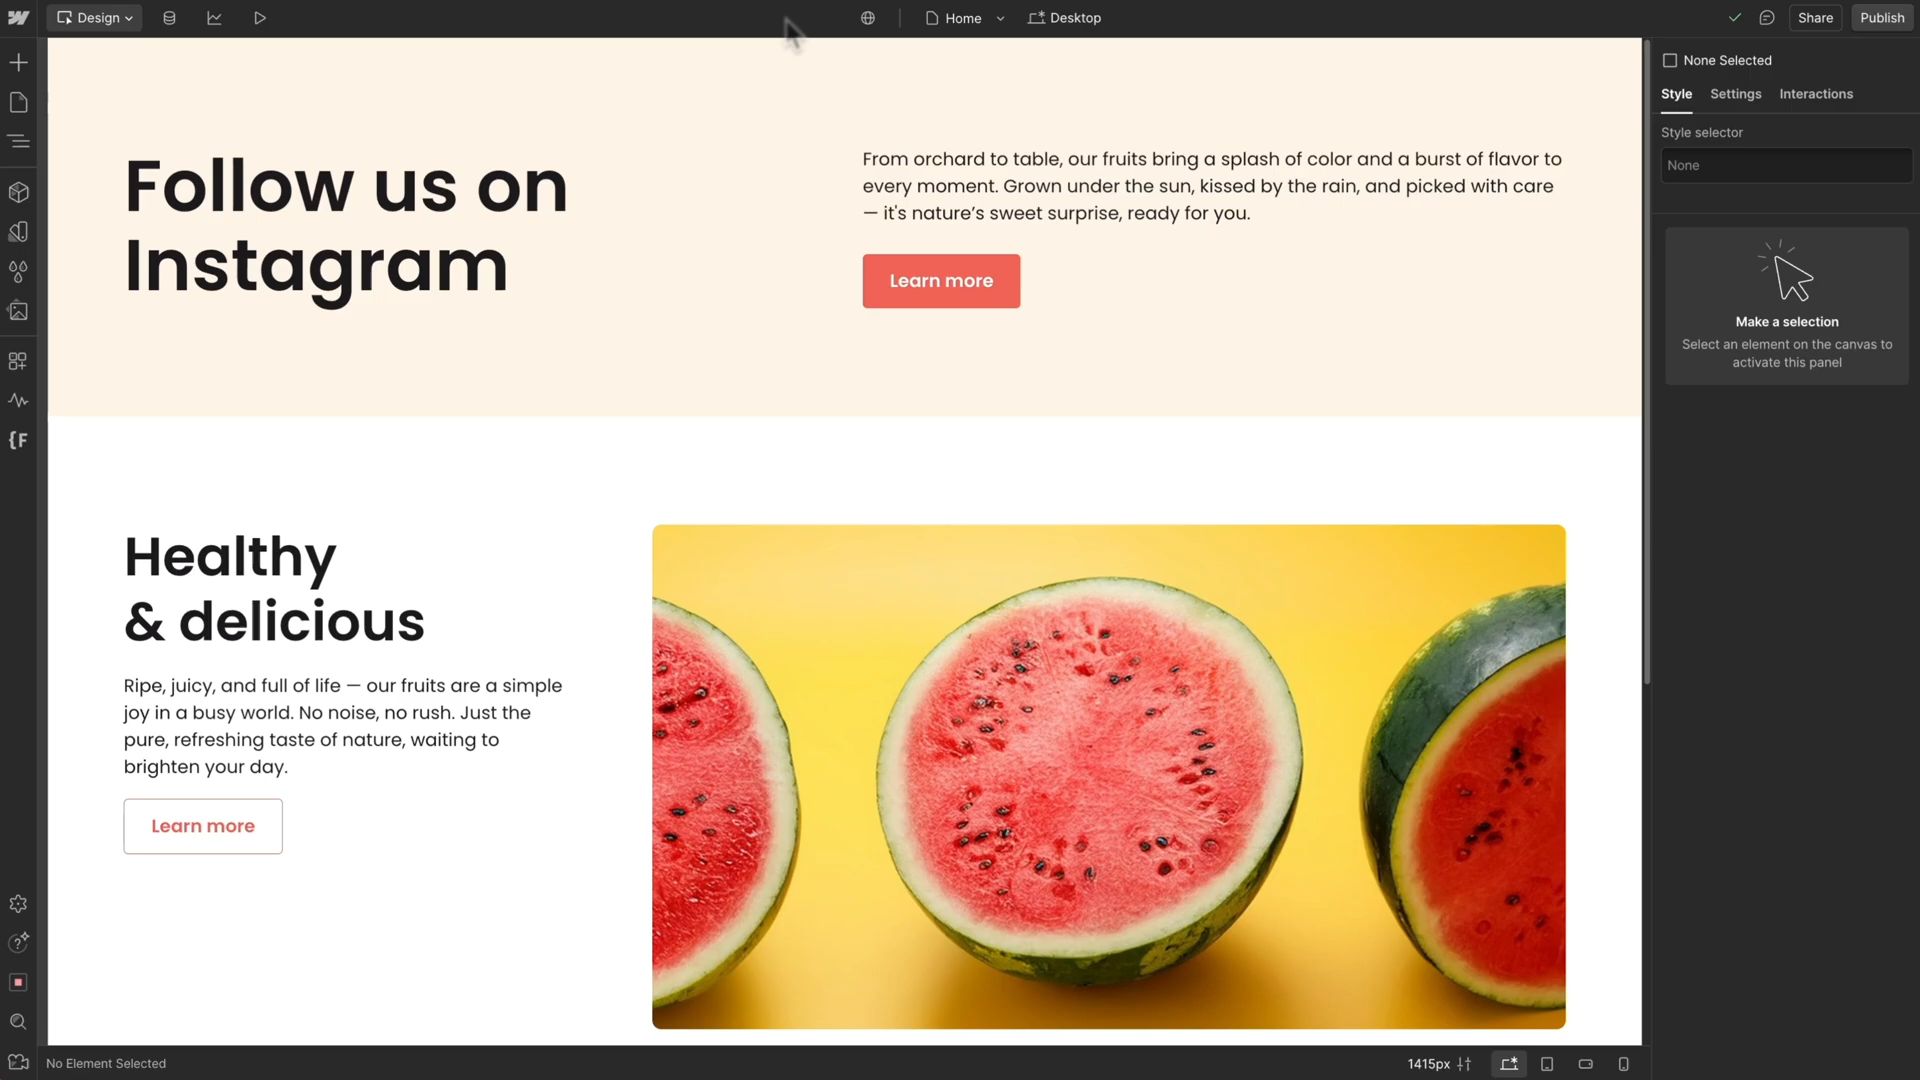 Design
Home
Desktop
Share
Publish
None Selected
Style Settings Interactions
Style selector
None
Make a selection
Select an element on the canvas to
activate this panel
Follow us on
Instagram
From orchard to table, our fruits bring a splash of color and a burst of flavor to
every moment. Grown under the sun, kissed by the rain, and picked with care
— it's nature’s sweet surprise, ready for you.
Learn more
Healthy
& delicious
Ripe, juicy, and full of life — our fruits are a simple
joy in a busy world. No noise, no rush. Just the
pure, refreshing taste of nature, waiting to
brighten your day.
Learn more
{F
No Element Selected
1415px